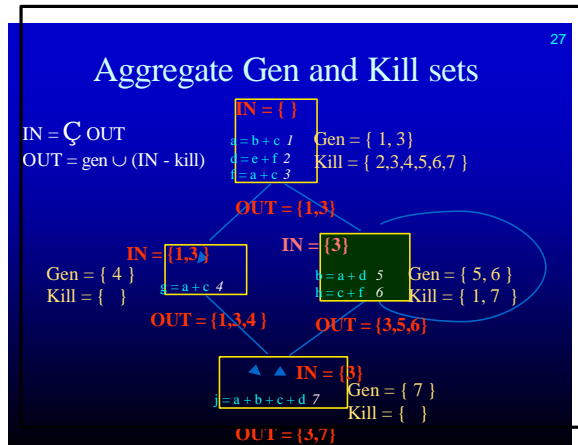 27
Aggregate Gen and Kill sets
IN = { }
IN = Ç OUT
OUT = gen ∪ (IN - kill)
a = b + c 1
d = e + f 2
f = a + c 3
Gen = { 1, 3}
Kill = { 2,3,4,5,6,7 }
OUT = {1,3}
IN = {1,3}
IN = {3}
Gen = { 4 }
Kill = { }
g = a + c 4
b = a + d 5
h = c + f 6
Gen = { 5, 6 }
Kill = { 1, 7 }
OUT = {1,3,4 }
OUT = {3,5,6}
IN = {3}
j = a + b + c + d 7
Gen = { 7 }
Kill = { }
OUT = {3,7}